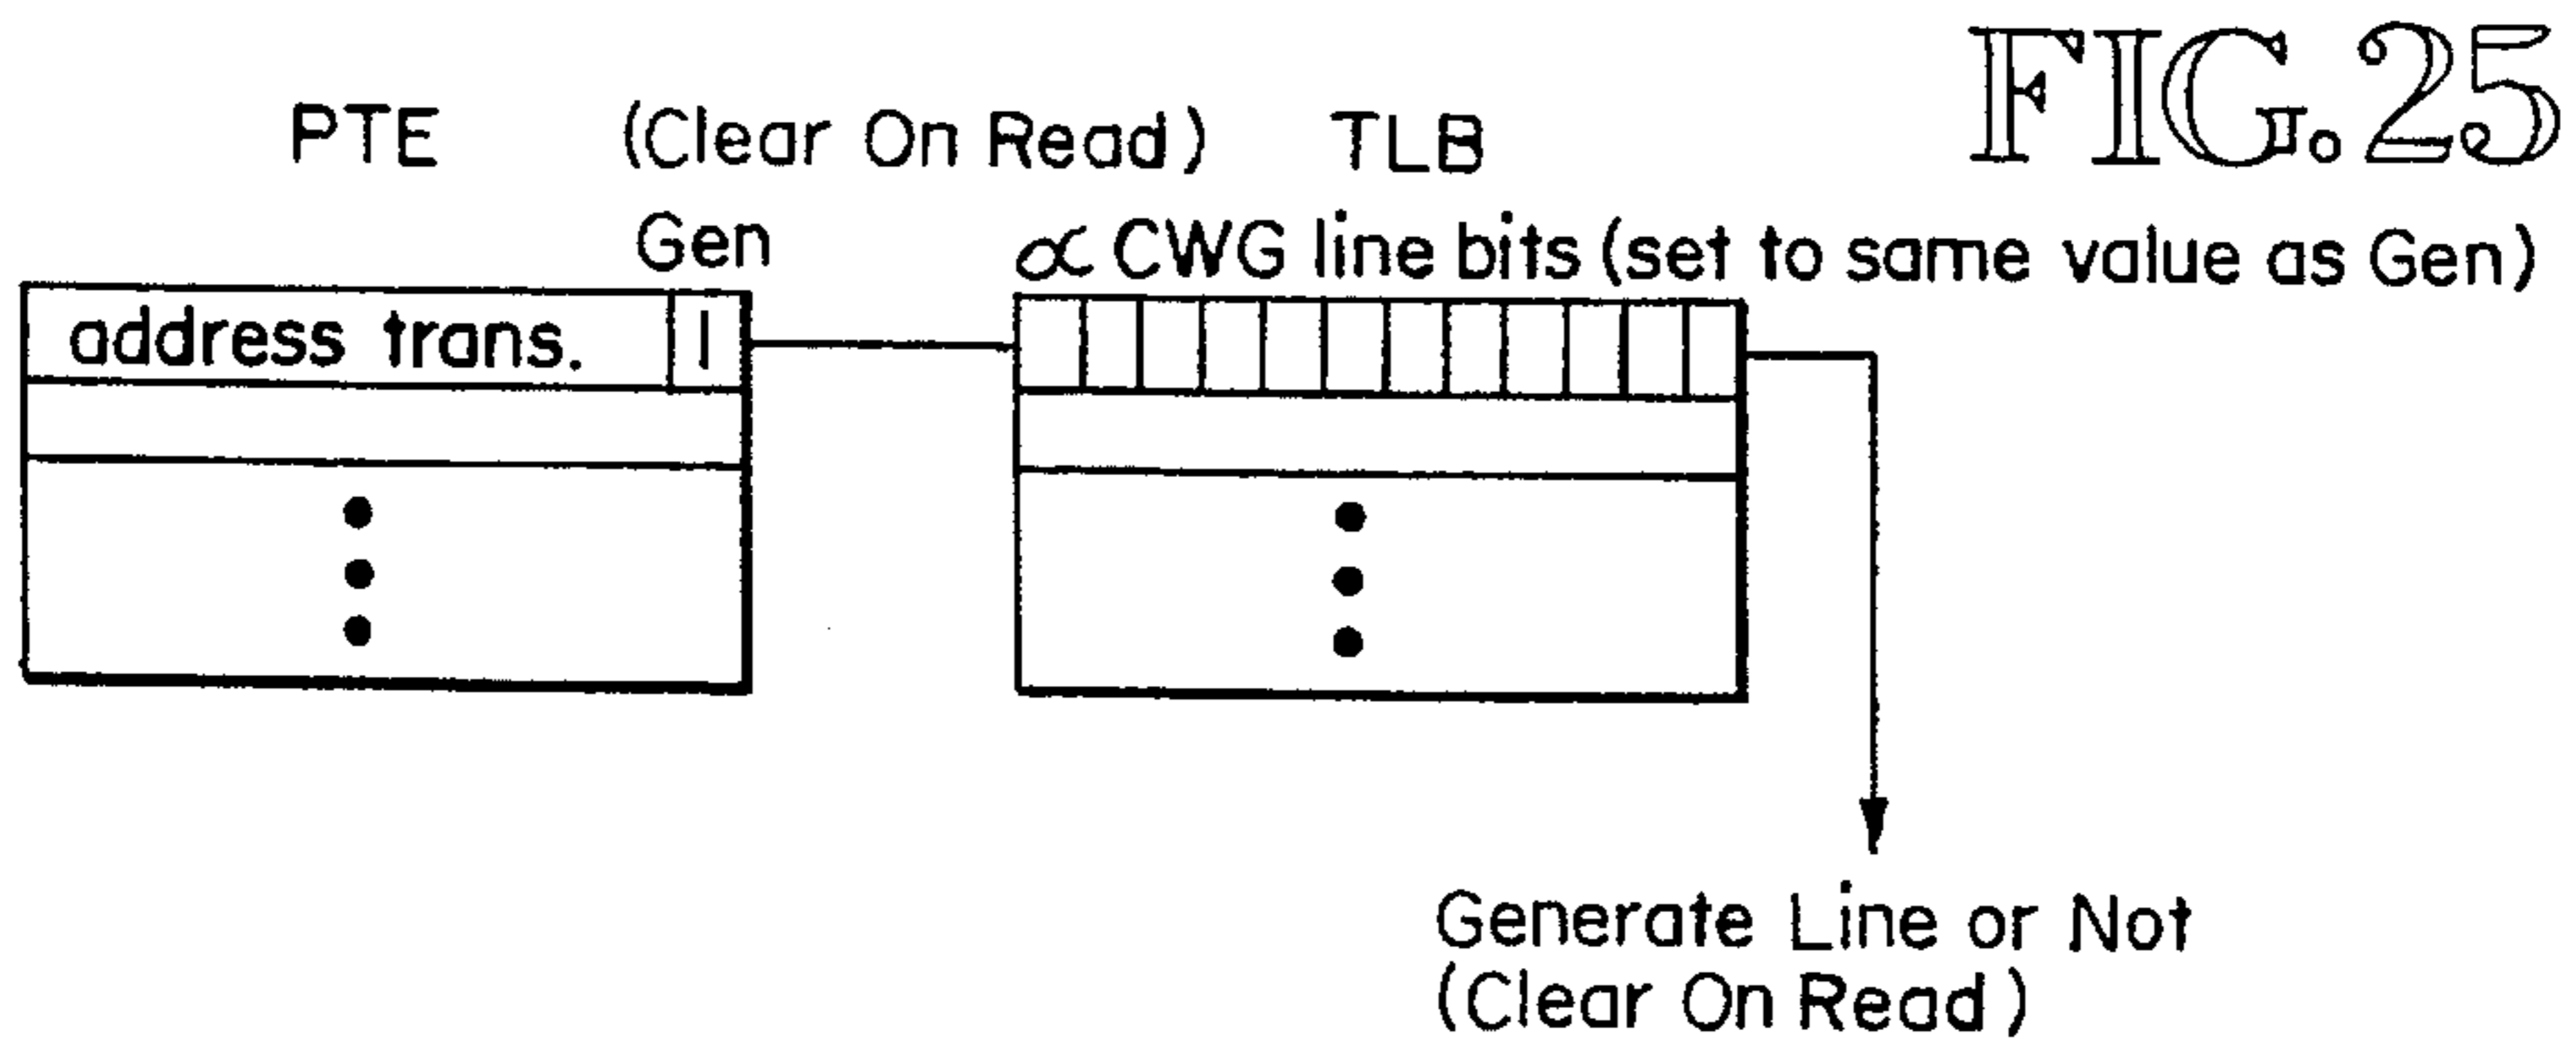 FIG. 25
PTE (Clear On Read) TLB
Gen
∝ CWG line bits (set to same value as Gen)
address trans. 1
Generate Line or Not
(Clear On Read)